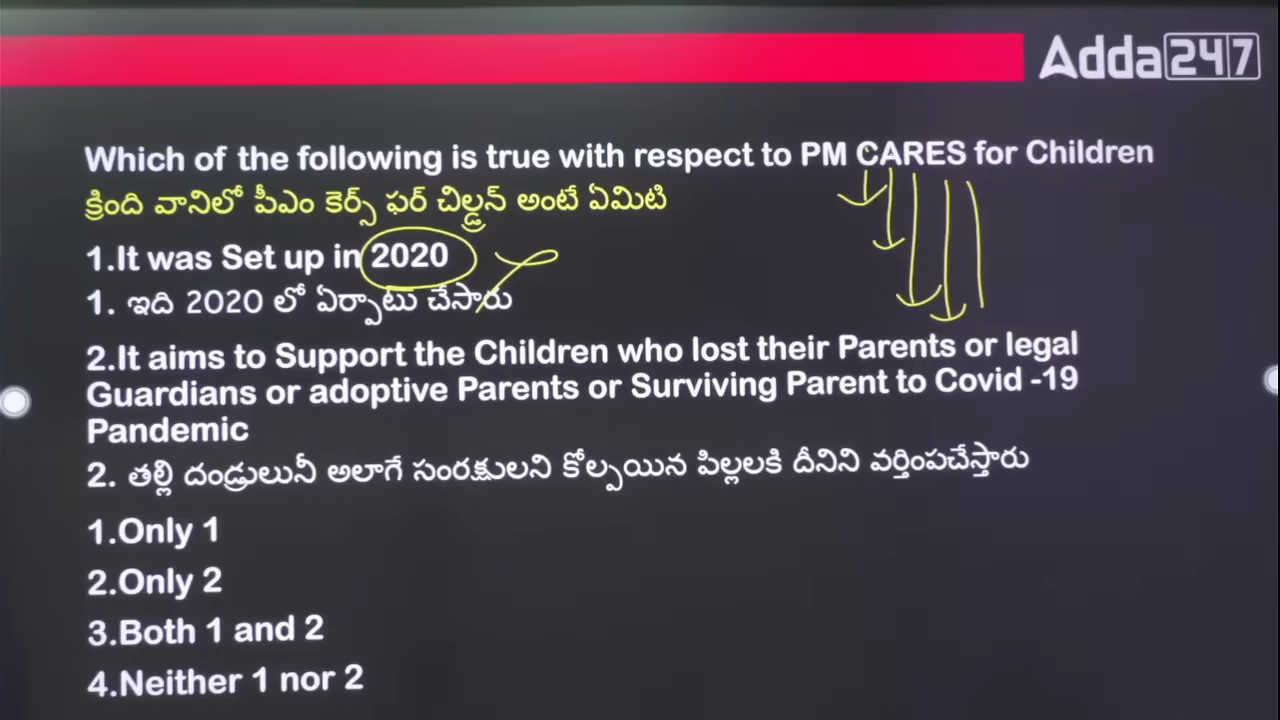 Adda247
Which of the following is true with respect to PM CARES for Children
క్రింది వానిలో పీఎం కెర్స్ ఫర్ చిల్డ్రన్ అంటే ఏమిటి
1.It was Set up in 2020
1. ఇది 2020 లో ఏర్పాటు చేసారు
2.It aims to Support the Children who lost their Parents or legal
Guardians or adoptive Parents or Surviving Parent to Covid -19
Pandemic
2. తల్లి దండ్రులునీ అలాగే సంరక్షులని కోల్పయిన పిల్లలకి దీనిని వర్తింపచేస్తారు
1.Only 1
2.Only 2
3.Both 1 and 2
4.Neither 1 nor 2